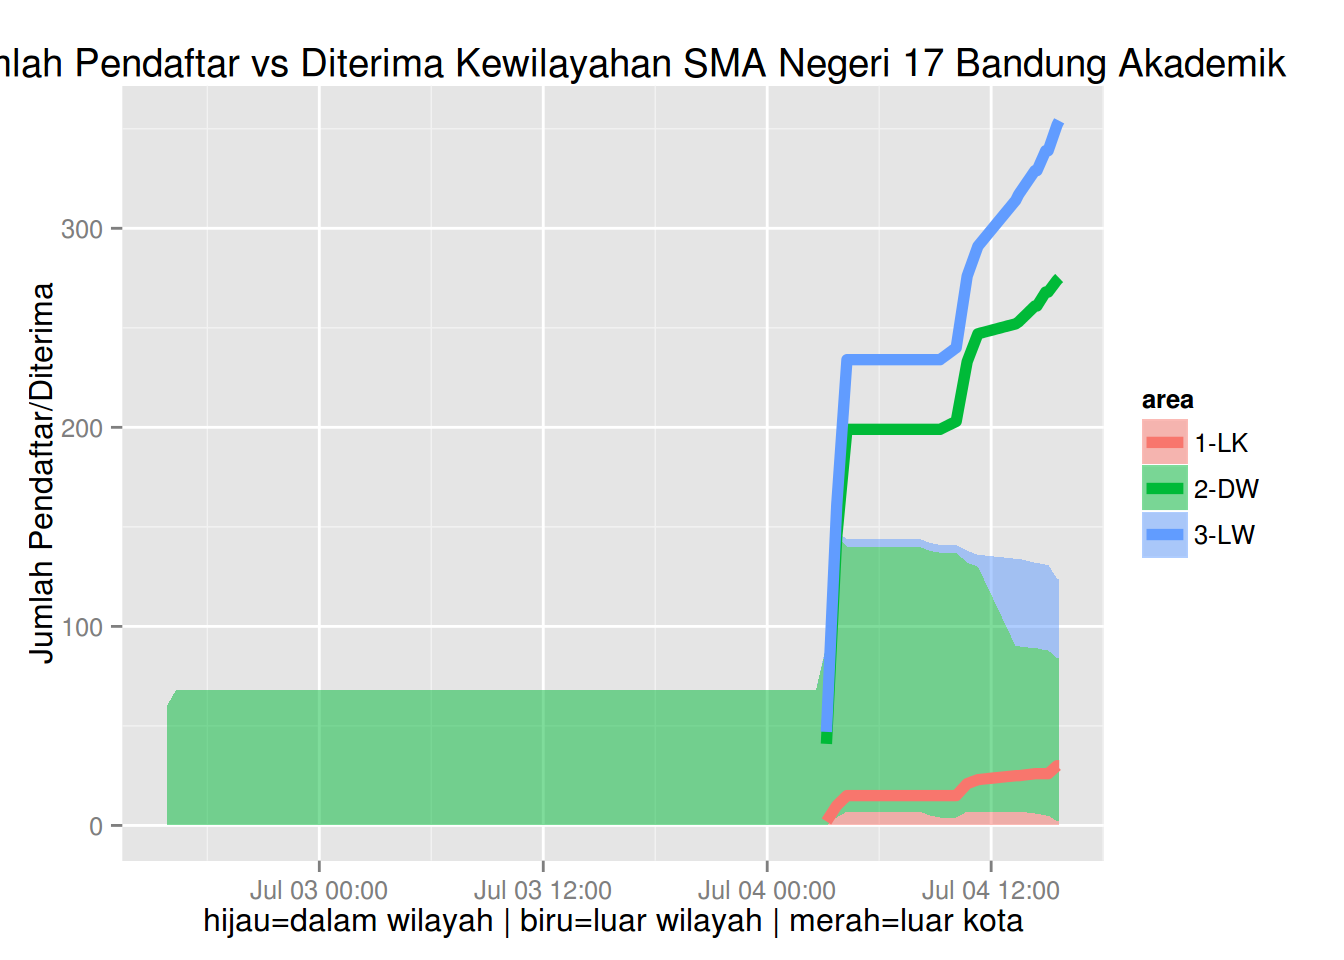 mlah Pendaftar vs Diterima Kewilayahan SMA Negeri 17 Bandung Akademik
Jumlah Pendaftar/Diterima
300
200
100
0
Jul 03 00:00
Jul 03 12:00
Jul 04 00:00
Jul 04 12:00
hijau=dalam wilayah | biru=luar wilayah | merah=luar kota
area
1-LK
2-DW
3-LW